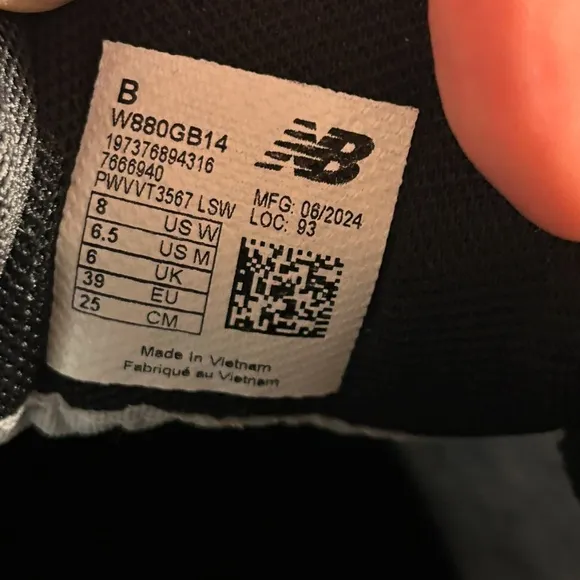 B
W880GB14
197376894316
7666940
PWVVT3567 LSW
NB
MFG: 06/2024
LOC: 93
8 US W
6.5 US M
6 UK
39 EU
25 CM
Made in Vietnam
Fabriqué au Vietnam